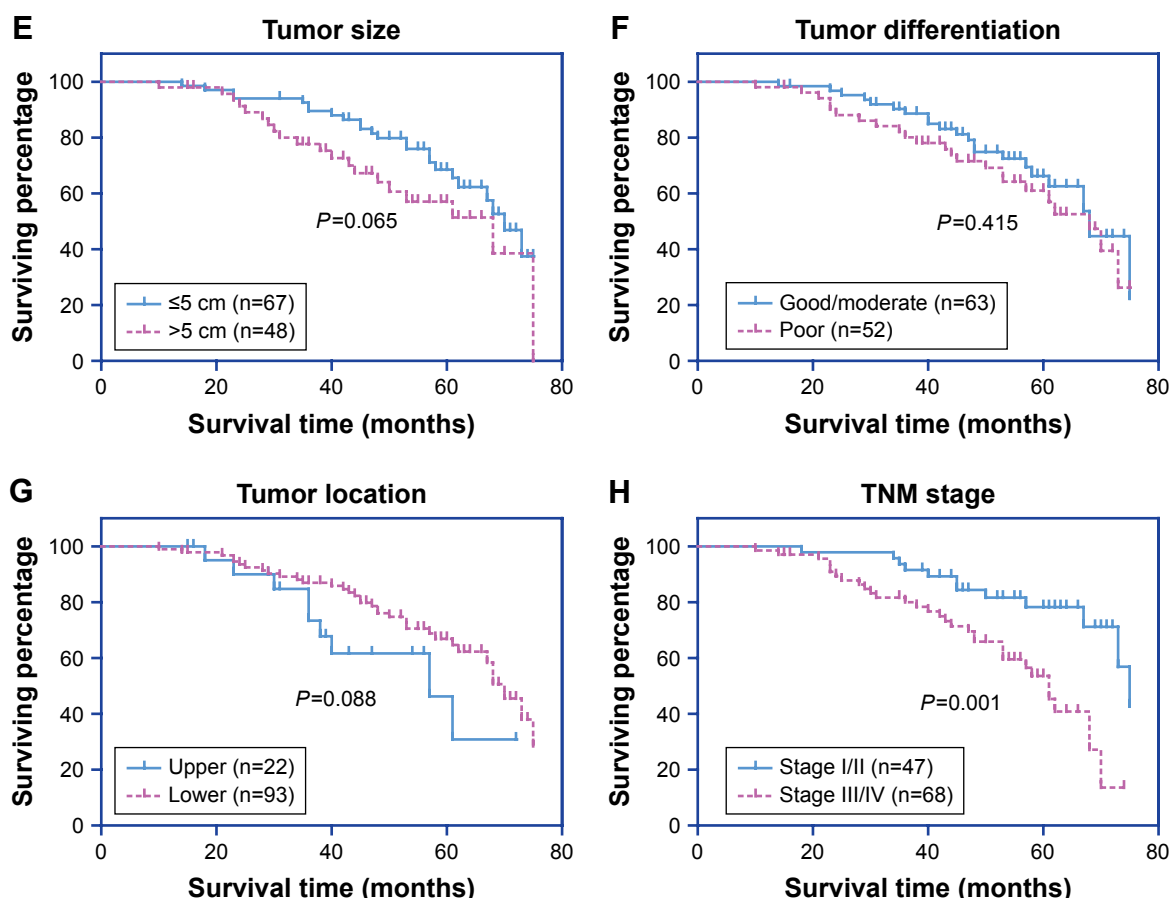 E
Tumor size
Surviving percentage
100
80
60
40
20
0
P=0.065
≤5 cm (n=67)
>5 cm (n=48)
0 20 40 60 80
Survival time (months)
F
Tumor differentiation
Surviving percentage
100
80
60
40
20
0
P=0.415
Good/moderate (n=63)
Poor (n=52)
0 20 40 60 80
Survival time (months)
G
Tumor location
Surviving percentage
100
80
60
40
20
0
P=0.088
Upper (n=22)
Lower (n=93)
0 20 40 60 80
Survival time (months)
H
TNM stage
Surviving percentage
100
80
60
40
20
0
P=0.001
Stage I/II (n=47)
Stage III/IV (n=68)
0 20 40 60 80
Survival time (months)